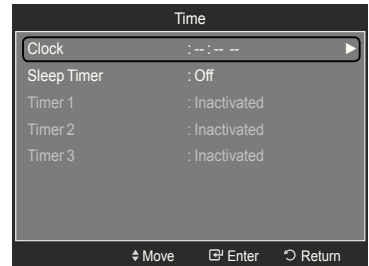 Time
Clock : -- : -- --
Sleep Timer : Off
Timer 1 : Inactivated
Timer 2 : Inactivated
Timer 3 : Inactivated
Move Enter Return